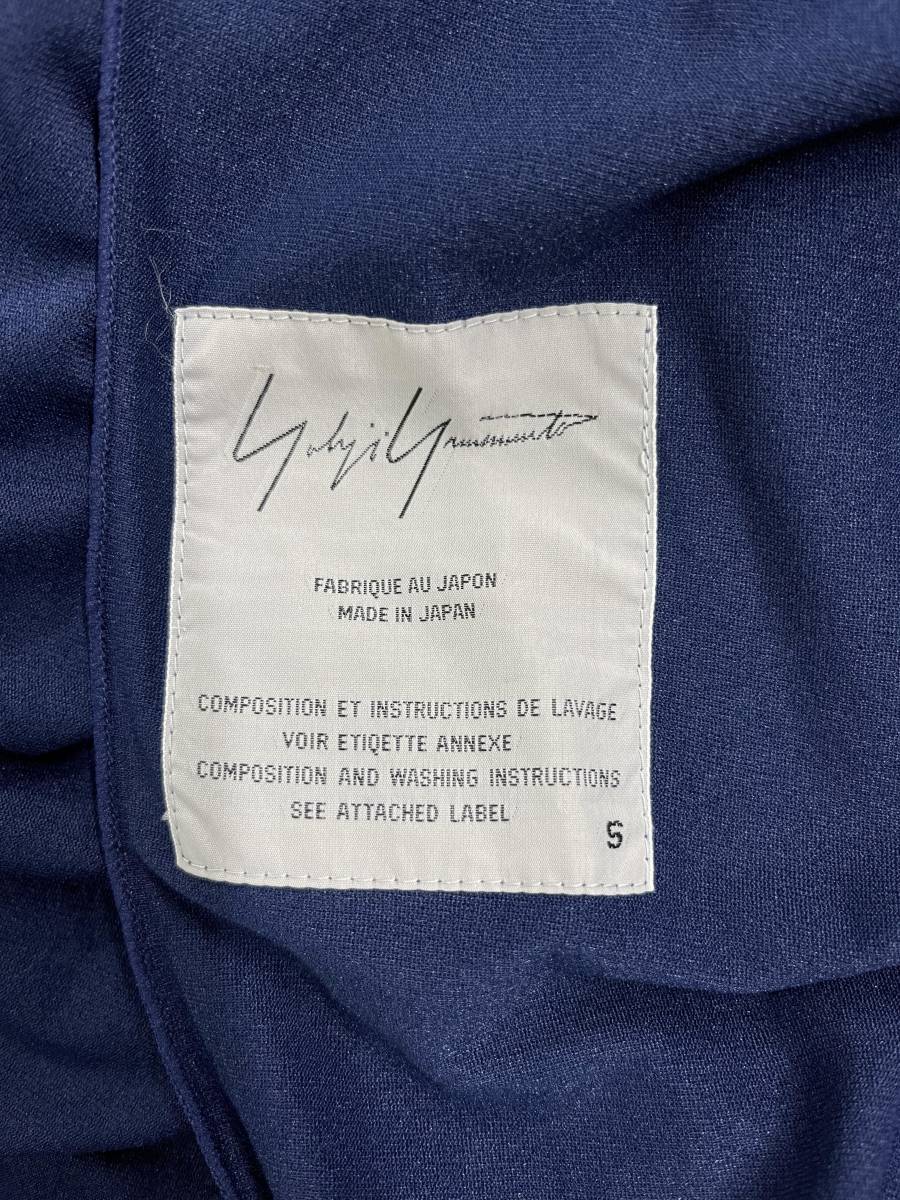 Yohji Yamamoto
FABRIQUE AU JAPON
MADE IN JAPAN
COMPOSITION ET INSTRUCTIONS DE LAVAGE
VOIR ETIQETTE ANNEXE
COMPOSITION AND WASHING INSTRUCTIONS
SEE ATTACHED LABEL
S